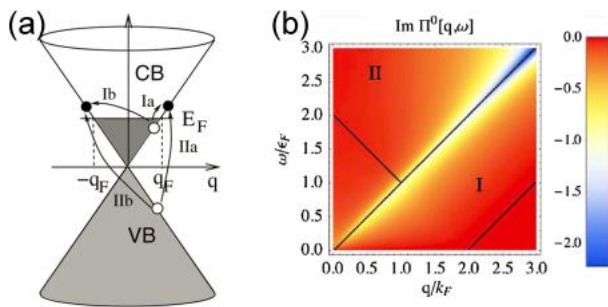 (a)
CB
Ib
Ia
E_F
IIa
-q_F
q_F
q
IIb
VB
(b)
Im Π⁰[q,ω]
3.0
2.5
2.0
1.5
1.0
0.5
0.0
ω/ϵ_F
II
I
0.0 0.5 1.0 1.5 2.0 2.5 3.0
q/k_F
0.0
-0.5
-1.0
-1.5
-2.0